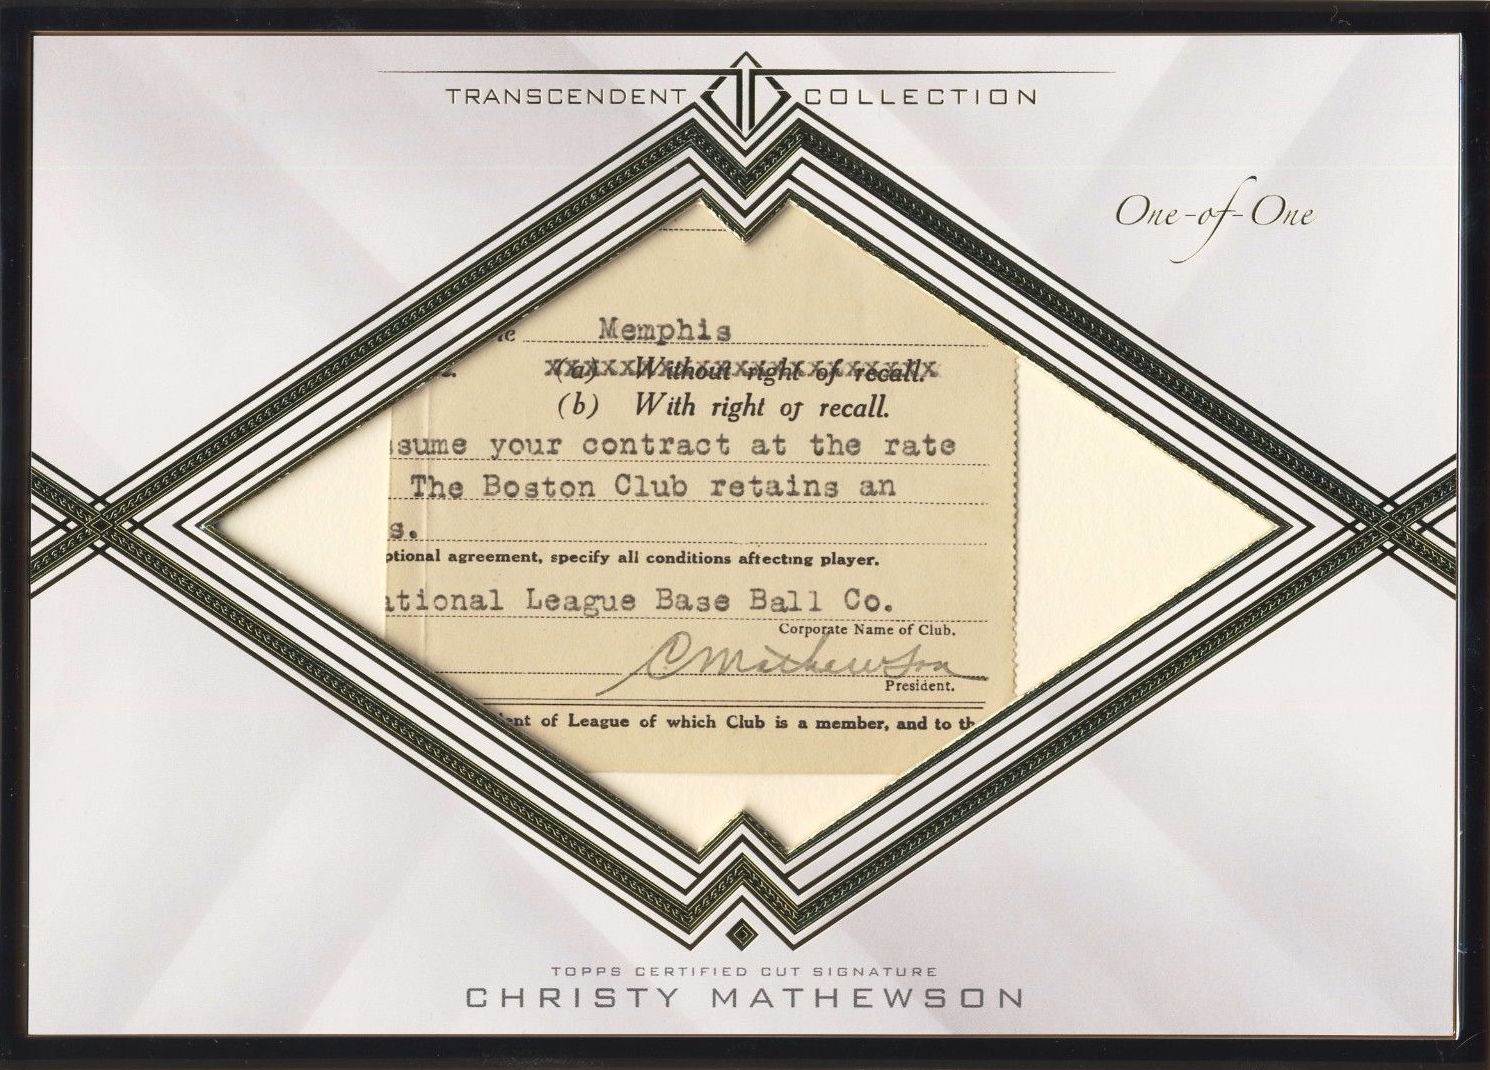 TRANSCENDENT COLLECTION
One-of-One
Memphis
(a) Without right of recall.
(b) With right of recall.
sume your contract at the rate
The Boston Club retains an
s.
ptional agreement, specify all conditions affecting player.
ational League Base Ball Co.
Corporate Name of Club.
C Mathewson
President.
ent of League of which Club is a member, and to th
TOPPS CERTIFIED CUT SIGNATURE
CHRISTY MATHEWSON